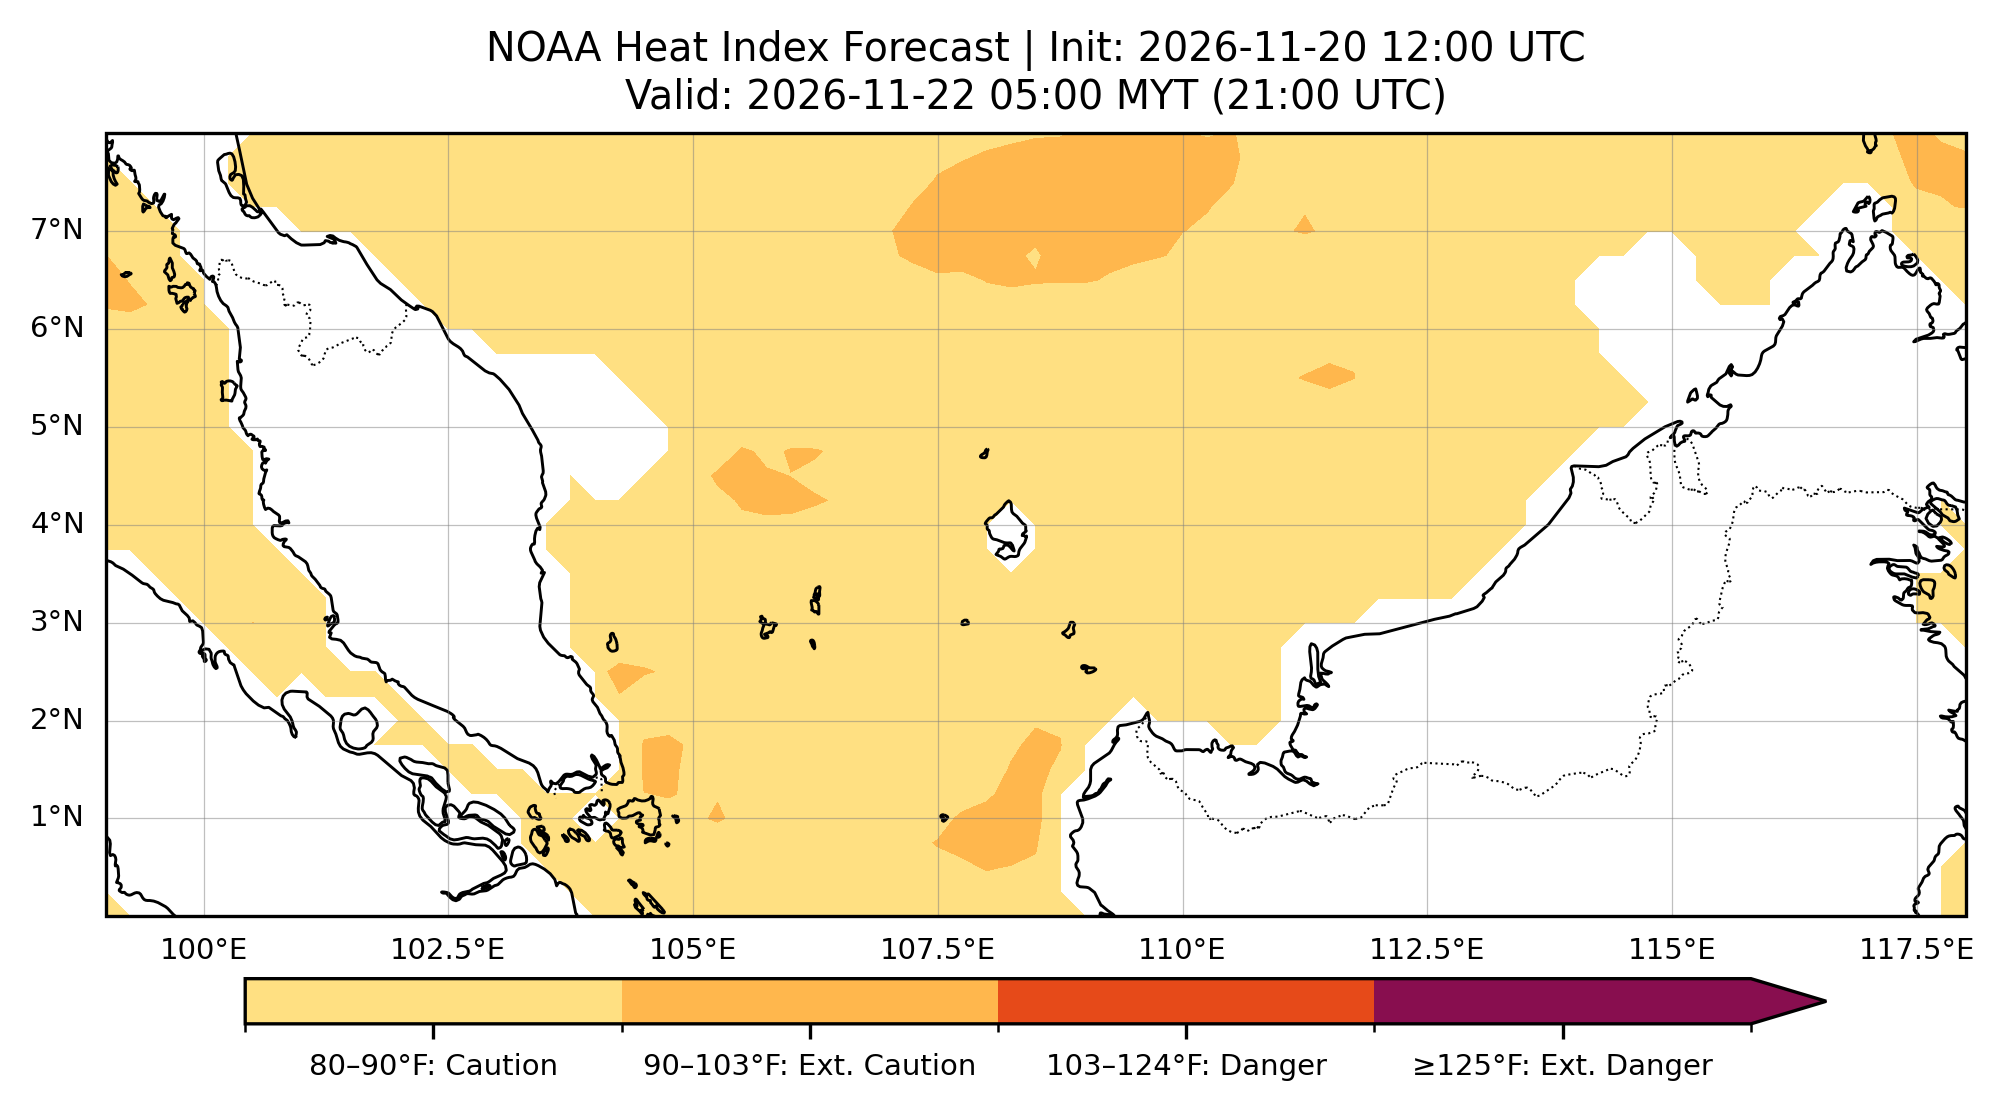 NOAA Heat Index Forecast | Init: 2026-11-20 12:00 UTC
Valid: 2026-11-22 05:00 MYT (21:00 UTC)
7°N
6°N
5°N
4°N
3°N
2°N
1°N
100°E
102.5°E
105°E
107.5°E
110°E
112.5°E
115°E
117.5°E
80–90°F: Caution
90–103°F: Ext. Caution
103–124°F: Danger
≥125°F: Ext. Danger